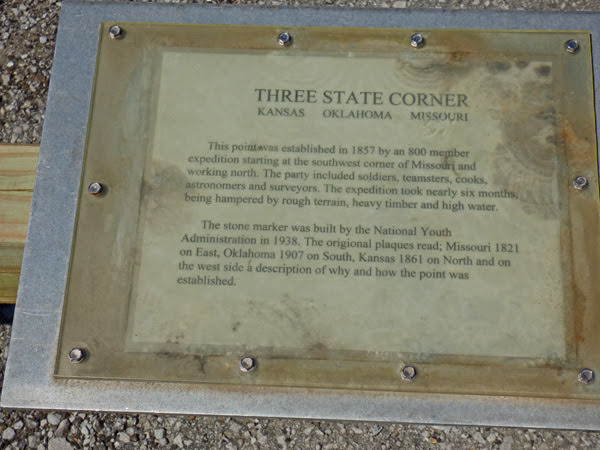 THREE STATE CORNER
KANSAS OKLAHOMA MISSOURI
This point was established in 1857 by an 800 member
expedition starting at the southwest corner of Missouri and
working north. The party included soldiers, teamsters, cooks,
astronomers and surveyors. The expedition took nearly six months,
being hampered by rough terrain, heavy timber and high water.
The stone marker was built by the National Youth
Administration in 1938. The origional plaques read; Missouri 1821
on East, Oklahoma 1907 on South, Kansas 1861 on North and on
the west side a description of why and how the point was
established.